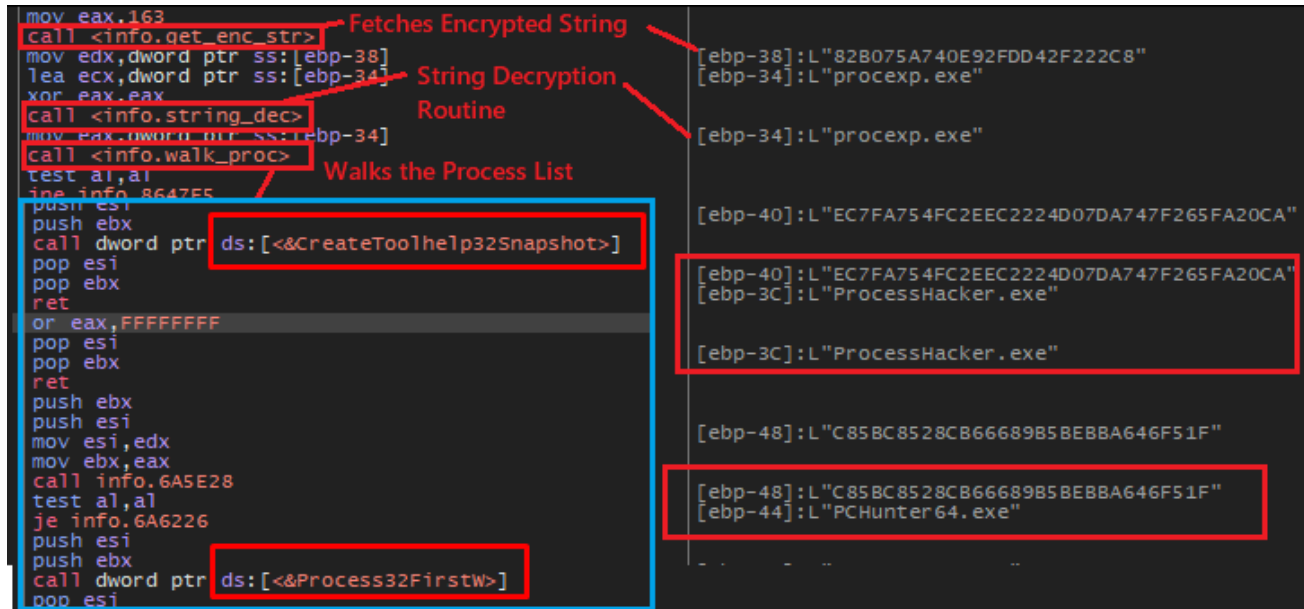 mov eax,163
call <info.get_enc_str>
mov edx,dword ptr ss:[ebp-38]
lea ecx,dword ptr ss:[ebp-34]
xor eax,eax
call <info.string_dec>
mov eax,dword ptr ss:[ebp-34]
call <info.walk_proc>
test al,al
jne info.8647E5
push esi
push ebx
call dword ptr ds:[<&CreateToolhelp32Snapshot>]
pop esi
pop ebx
ret
or eax,FFFFFFFF
pop esi
pop ebx
ret
push ebx
push esi
mov esi,edx
mov ebx,eax
call info.6A5E28
test al,al
je info.6A6226
push esi
push ebx
call dword ptr ds:[<&Process32FirstW>]
pop esi
Fetches Encrypted String
String Decryption
Routine
Walks the Process List
[ebp-38]:L"82B075A740E92FDD42F222C8"
[ebp-34]:L"procexp.exe"
[ebp-34]:L"procexp.exe"
[ebp-40]:L"EC7FA754FC2EEC2224D07DA747F265FA20CA"
[ebp-40]:L"EC7FA754FC2EEC2224D07DA747F265FA20CA"
[ebp-3C]:L"ProcessHacker.exe"
[ebp-3C]:L"ProcessHacker.exe"
[ebp-48]:L"C85BC8528CB66689B5BEBBA646F51F"
[ebp-48]:L"C85BC8528CB66689B5BEBBA646F51F"
[ebp-44]:L"PCHunter64.exe"